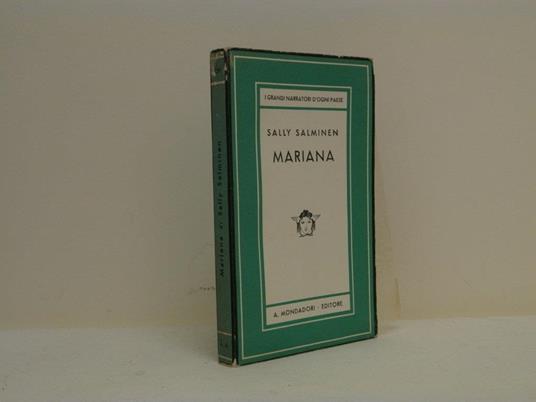 I GRANDI NARRATORI D'OGNI PAESE
SALLY SALMINEN
MARIANA
A. MONDADORI - EDITORE
Mariana di Sally Salminen